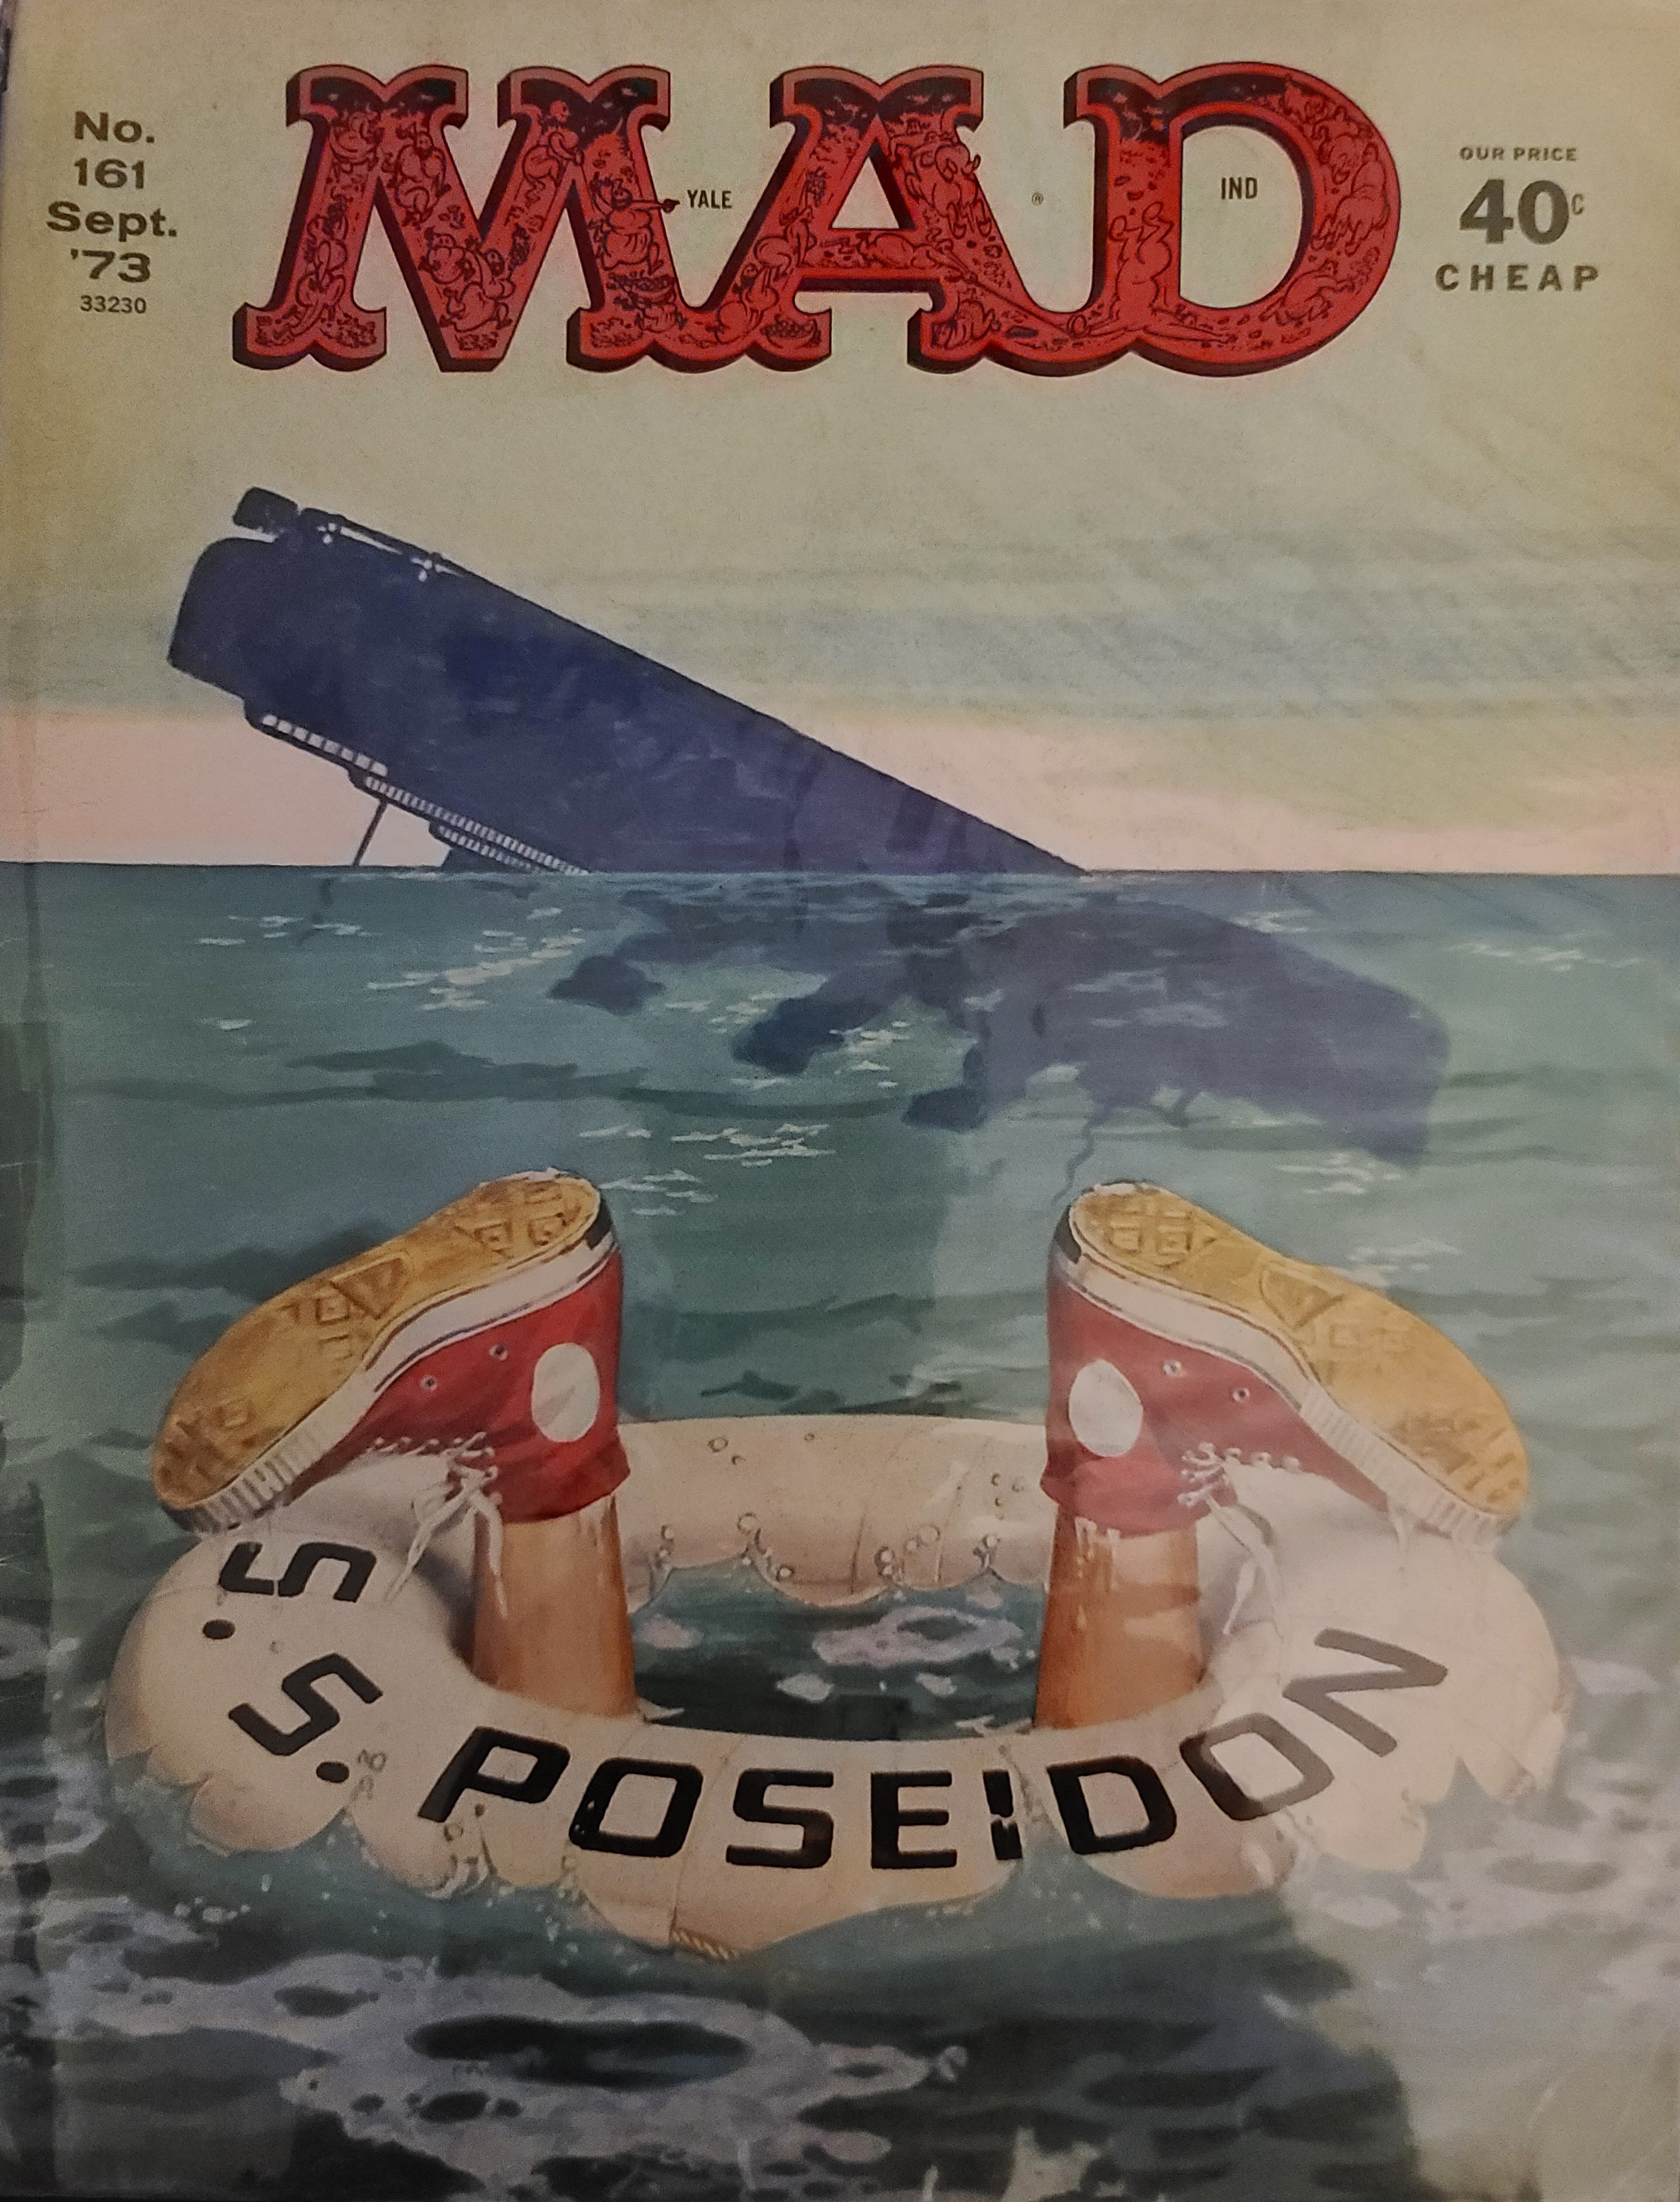 MAD
No.
161
Sept.
'73
33230
YALE
®
IND
OUR PRICE
40¢
CHEAP
S.S. POSEIDON